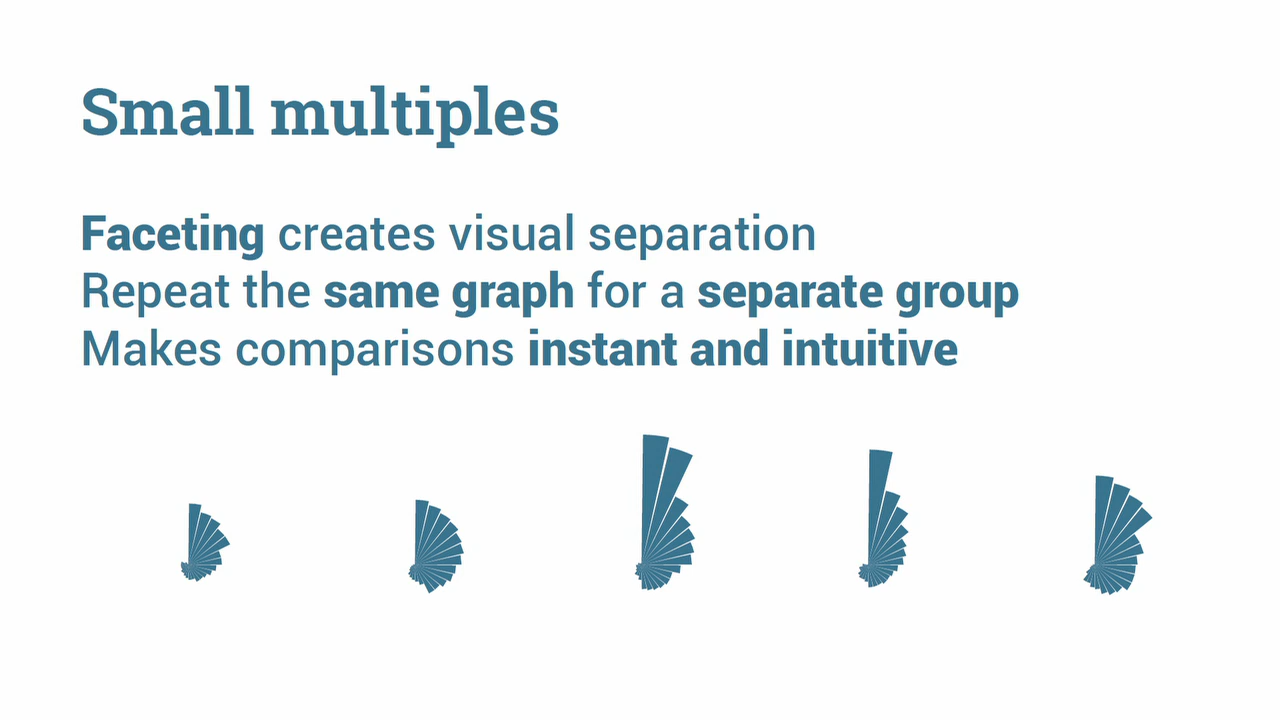 Small multiples
Faceting creates visual separation
Repeat the same graph for a separate group
Makes comparisons instant and intuitive